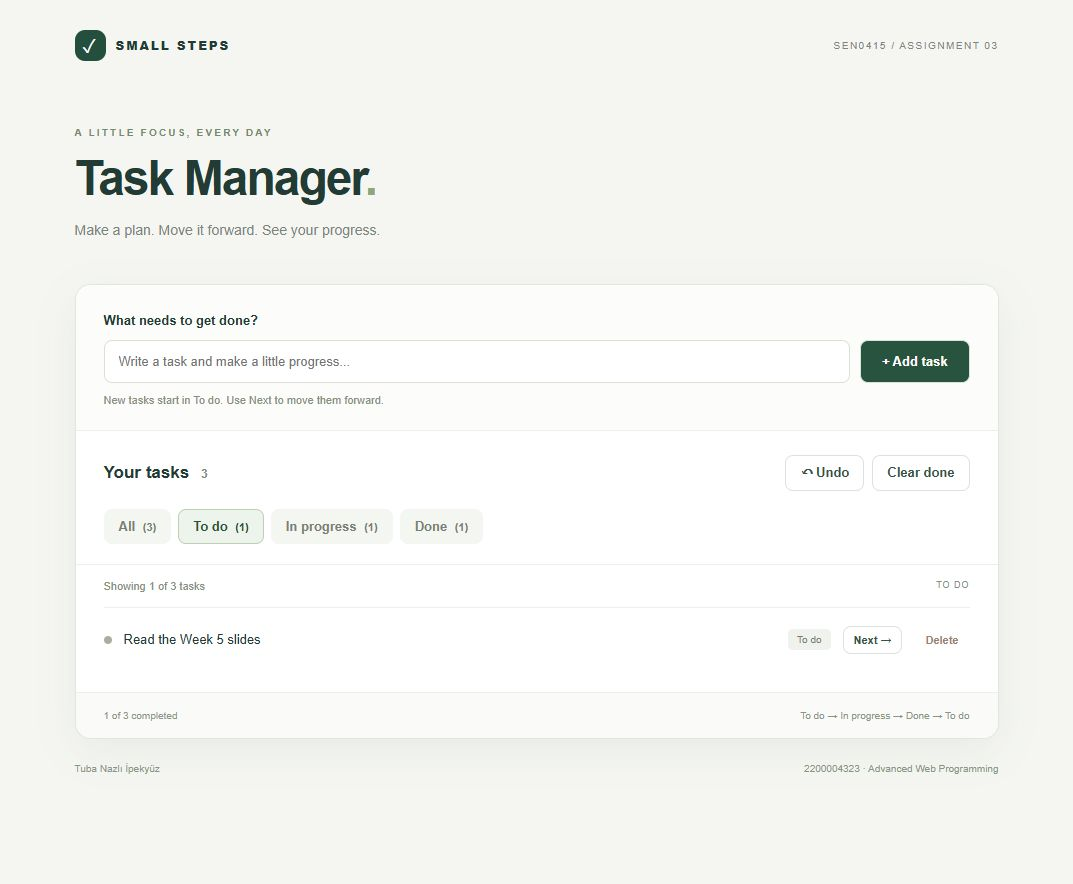 ✓ SMALL STEPS
SEN0415 / ASSIGNMENT 03
A LITTLE FOCUS, EVERY DAY
Task Manager.
Make a plan. Move it forward. See your progress.
What needs to get done?
Write a task and make a little progress...
+ Add task
New tasks start in To do. Use Next to move them forward.
Your tasks 3
↶ Undo
Clear done
All (3)
To do (1)
In progress (1)
Done (1)
Showing 1 of 3 tasks
TO DO
Read the Week 5 slides
To do
Next →
Delete
1 of 3 completed
To do → In progress → Done → To do
Tuba Nazlı İpekyüz
2200004323 · Advanced Web Programming